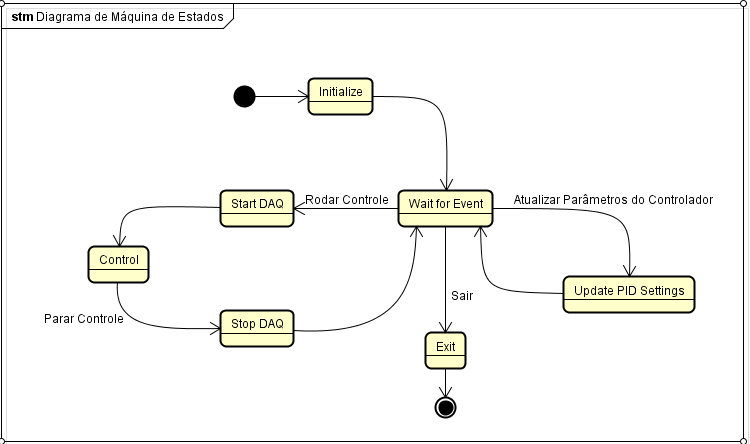 stm Diagrama de Máquina de Estados
Initialize
Start DAQ
Rodar Controle
Wait for Event
Atualizar Parâmetros do Controlador
Control
Update PID Settings
Sair
Parar Controle
Stop DAQ
Exit